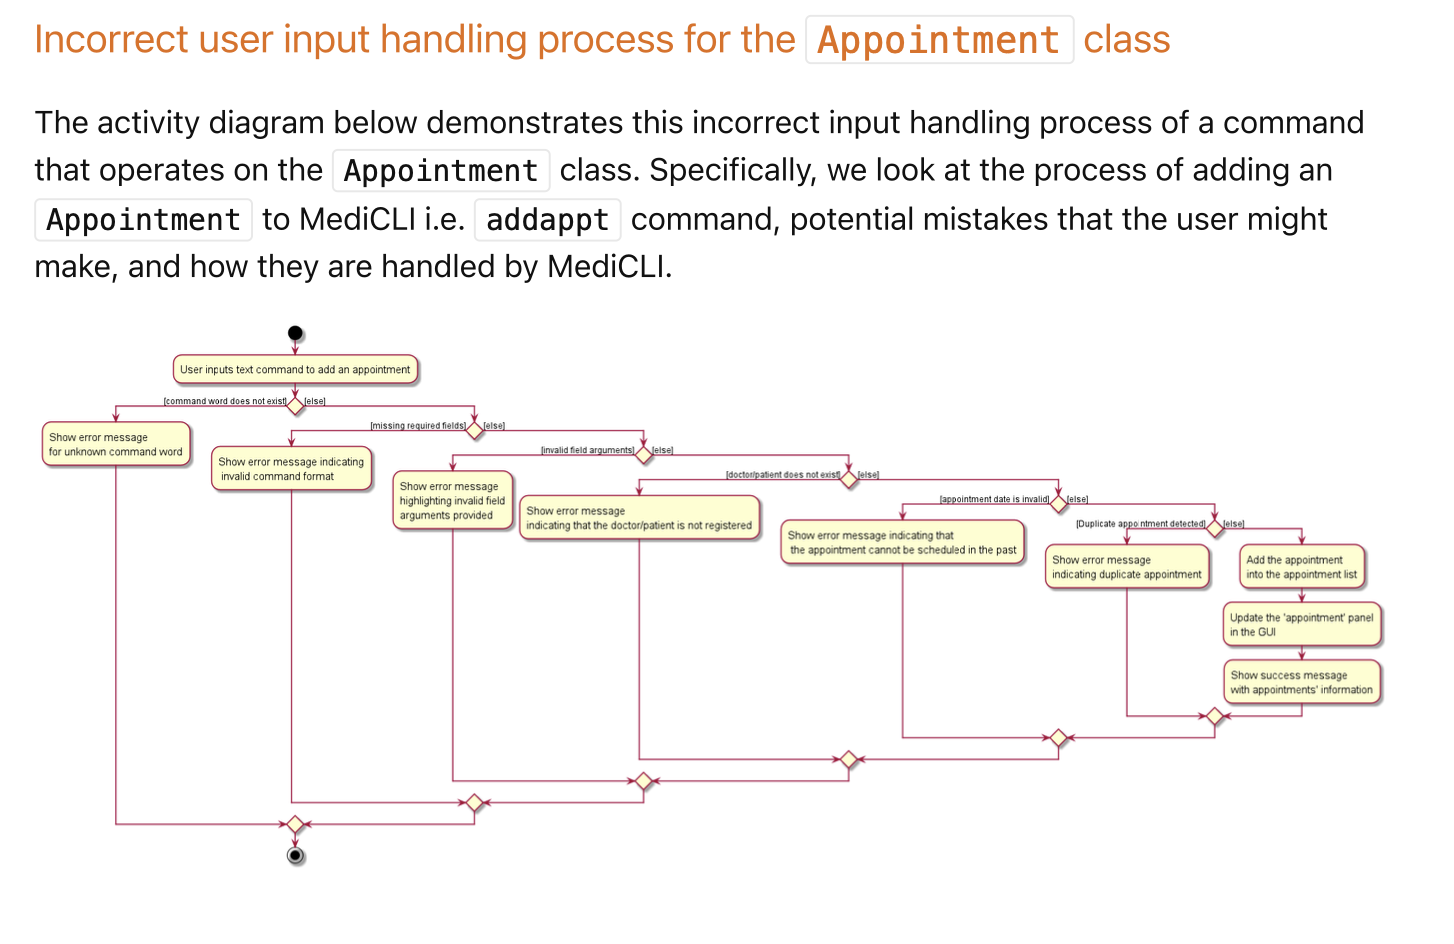 Incorrect user input handling process for the Appointment class
The activity diagram below demonstrates this incorrect input handling process of a command
that operates on the Appointment class. Specifically, we look at the process of adding an
Appointment to MediCLI i.e. addappt command, potential mistakes that the user might
make, and how they are handled by MediCLI.
User inputs text command to add an appointment
[command word does not exist]
[else]
Show error message
for unknown command word
[missing required fields]
[else]
Show error message indicating
invalid command format
[invalid field arguments]
[else]
Show error message
highlighting invalid field
arguments provided
[doctor/patient does not exist]
[else]
Show error message
indicating that the doctor/patient is not registered
[appointment date is invalid]
[else]
Show error message indicating that
the appointment cannot be scheduled in the past
[Duplicate appointment detected]
[else]
Show error message
indicating duplicate appointment
Add the appointment
into the appointment list
Update the 'appointment' panel
in the GUI
Show success message
with appointments' information